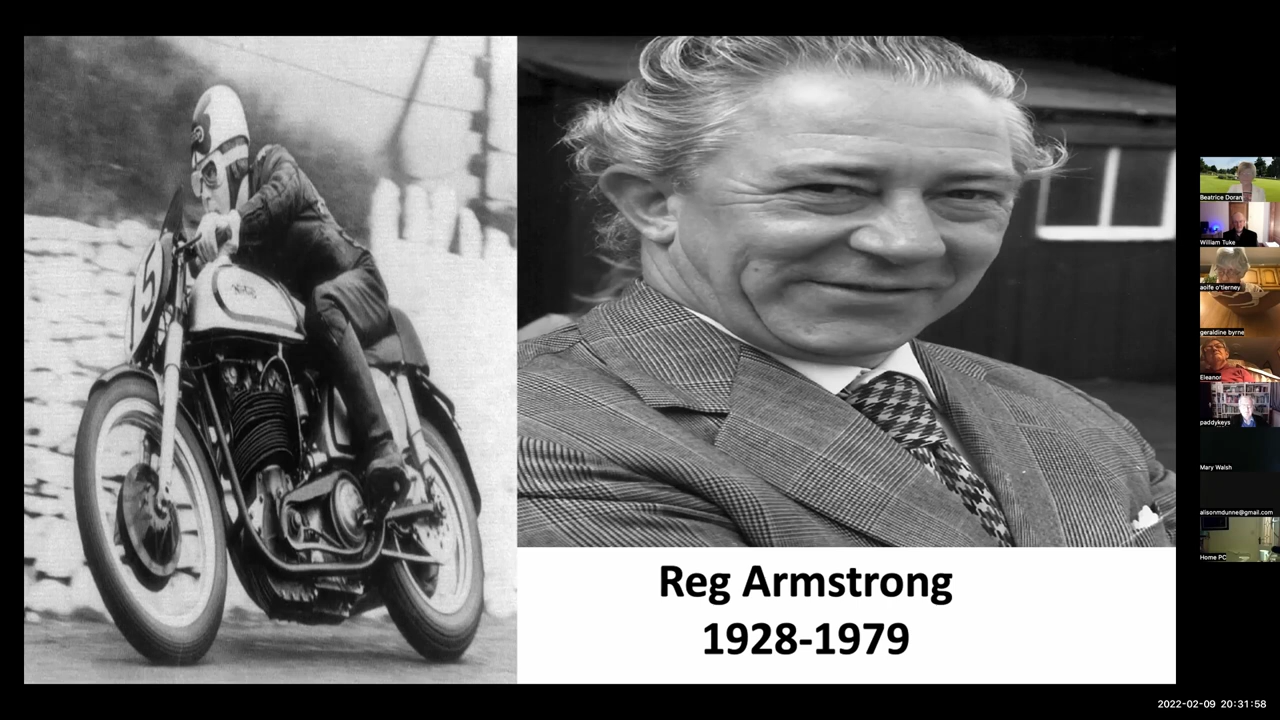 Reg Armstrong
1928-1979
Beatrice Doran
William Tuke
aoife o'tierney
geraldine byrne
Eleanor
paddykeys
Mary Walsh
alisonmdunne@gmail.com
Home PC
2022-02-09 20:31:58